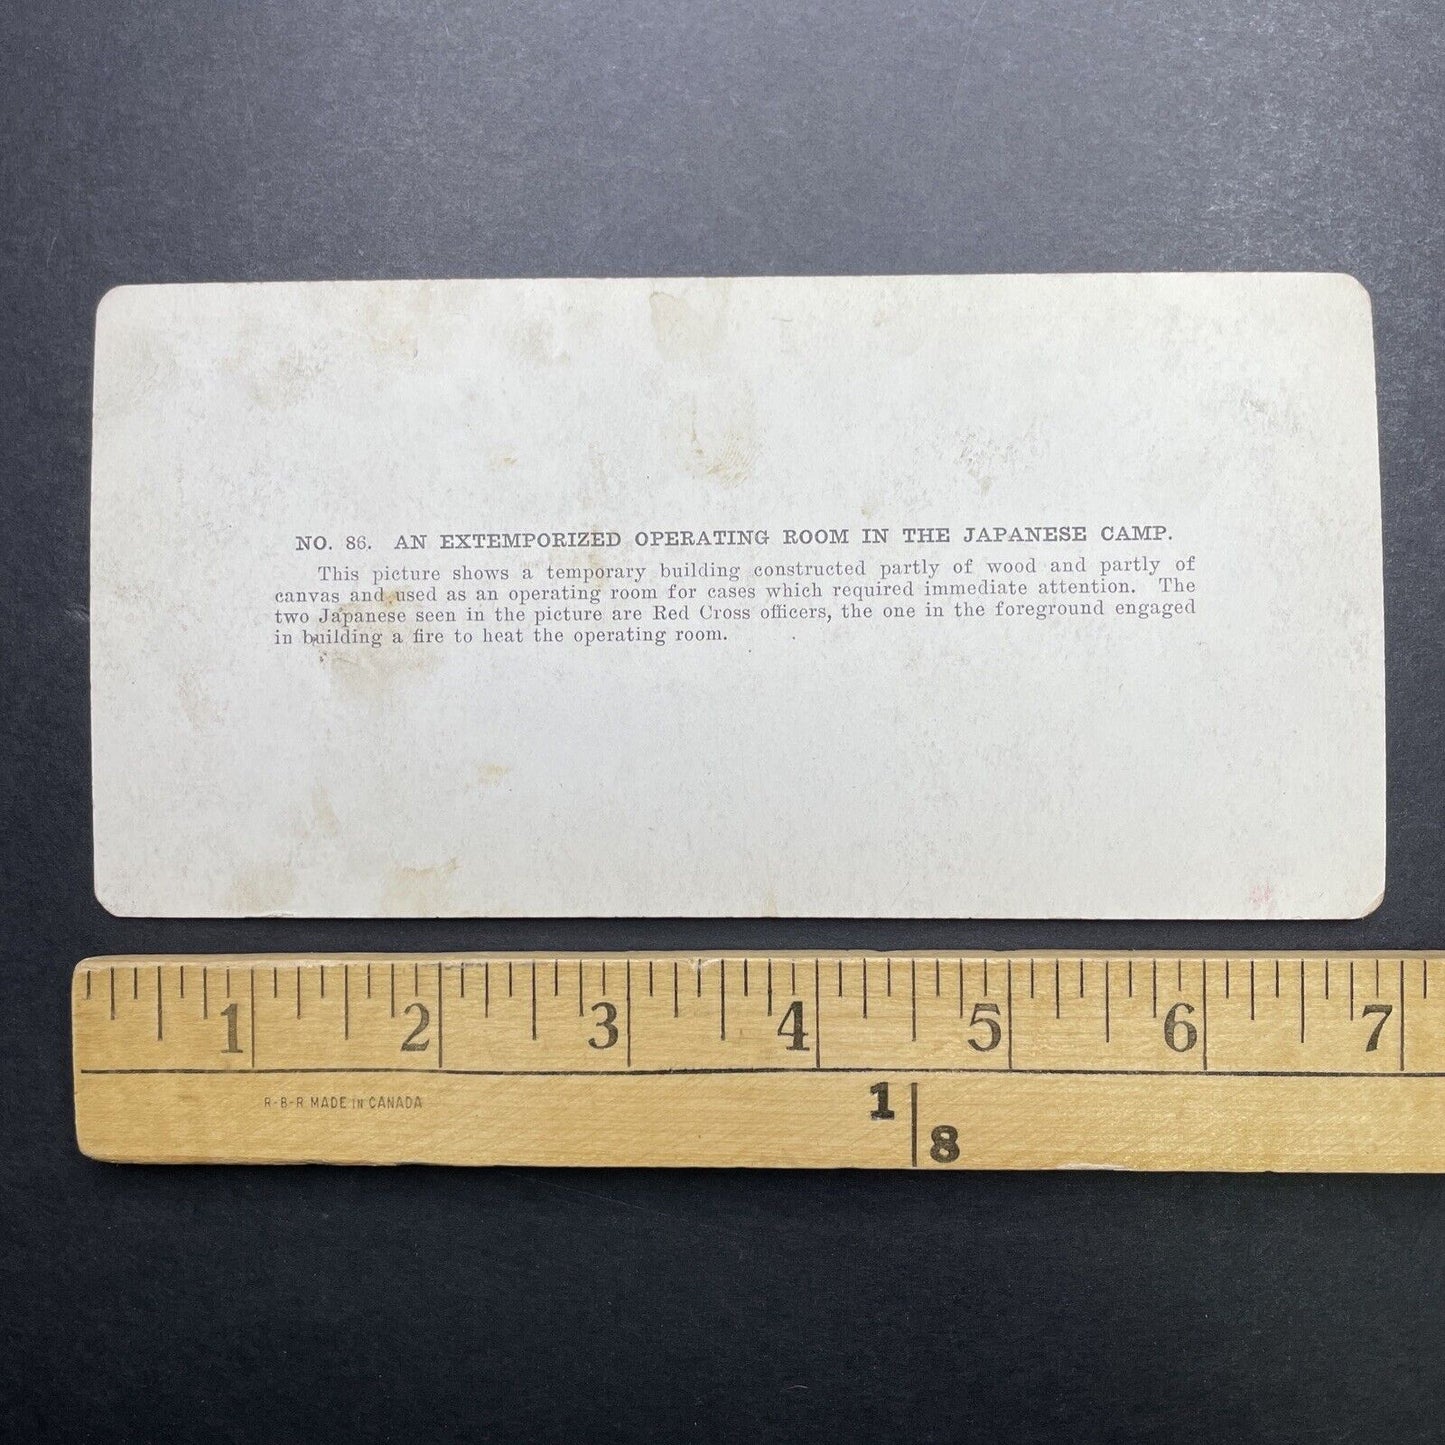 NO. 86. AN EXTEMPORIZED OPERATING ROOM IN THE JAPANESE CAMP.
This picture shows a temporary building constructed partly of wood and partly of
canvas and used as an operating room for cases which required immediate attention. The
two Japanese seen in the picture are Red Cross officers, the one in the foreground engaged
in building a fire to heat the operating room.
1 2 3 4 5 6 7
R-B-R MADE IN CANADA
1
8